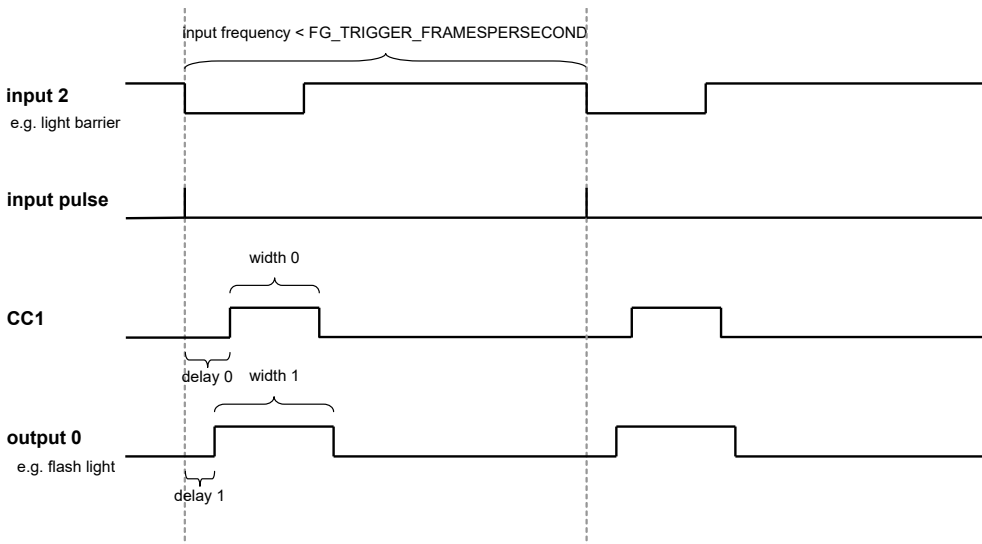 input frequency < FG_TRIGGER_FRAMESPERSECOND
input 2
e.g. light barrier
input pulse
width 0
CC1
delay 0
width 1
output 0
e.g. flash light
delay 1